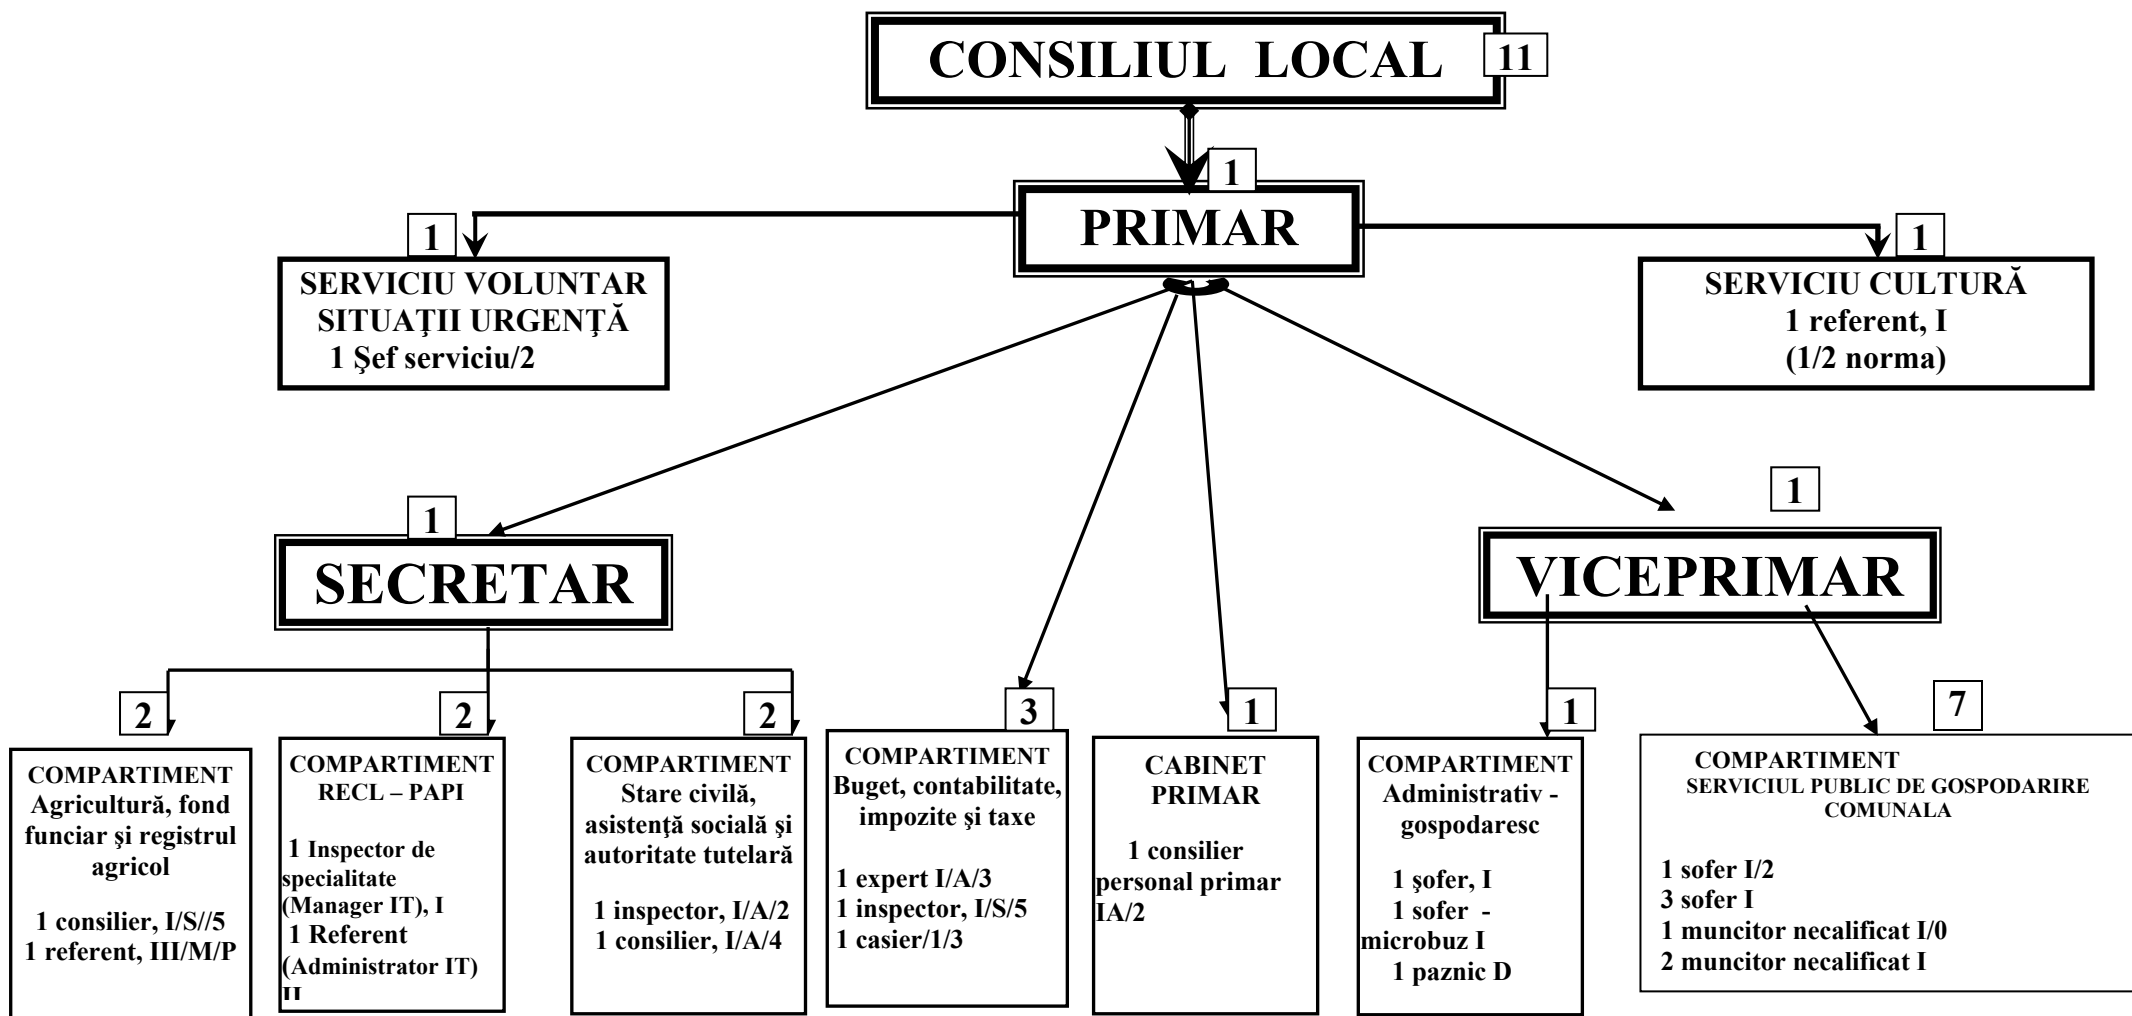 CONSILIUL LOCAL
11
1
PRIMAR
1
SERVICIU VOLUNTAR
SITUAŢII URGENŢĂ
1 Şef serviciu/2
1
SERVICIU CULTURĂ
1 referent, I
(1/2 norma)
1
SECRETAR
1
VICEPRIMAR
2
COMPARTIMENT
Agricultură, fond
funciar şi registrul
agricol
1 consilier, I/S//5
1 referent, III/M/P
2
COMPARTIMENT
RECL – PAPI
1 Inspector de
specialitate
(Manager IT), I
1 Referent
(Administrator IT)
II
2
COMPARTIMENT
Stare civilă,
asistenţă socială şi
autoritate tutelară
1 inspector, I/A/2
1 consilier, I/A/4
3
COMPARTIMENT
Buget, contabilitate,
impozite şi taxe
1 expert I/A/3
1 inspector, I/S/5
1 casier/1/3
1
CABINET
PRIMAR
1 consilier
personal primar
IA/2
1
COMPARTIMENT
Administrativ -
gospodaresc
1 şofer, I
1 sofer -
microbuz I
1 paznic D
7
COMPARTIMENT
SERVICIUL PUBLIC DE GOSPODARIRE
COMUNALA
1 sofer I/2
3 sofer I
1 muncitor necalificat I/0
2 muncitor necalificat I